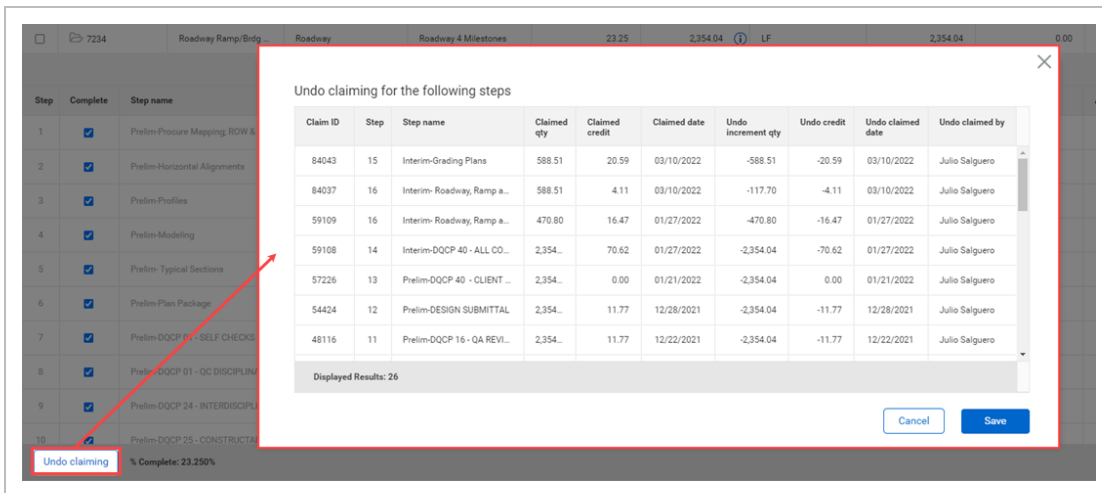 7234 Roadway Ramp/Brdg ... Roadway Roadway 4 Milestones 23.25 2,354.04 LF 2,354.04 0.00
Undo claiming for the following steps
Step Complete Step name
Claim ID Step Step name Claimed qty Claimed credit Claimed date Undo increment qty Undo credit Undo claimed date Undo claimed by
84043 15 Interim-Grading Plans 588.51 20.59 03/10/2022 -588.51 -20.59 03/10/2022 Julio Salguero
84037 16 Interim- Roadway, Ramp a... 588.51 4.11 03/10/2022 -117.70 -4.11 03/10/2022 Julio Salguero
59109 16 Interim- Roadway, Ramp a... 470.80 16.47 01/27/2022 -470.80 -16.47 01/27/2022 Julio Salguero
59108 14 Interim-DQCP 40 - ALL CO... 2,354... 70.62 01/27/2022 -2,354.04 -70.62 01/27/2022 Julio Salguero
57226 13 Prelim-DQCP 40 - CLIENT ... 2,354... 0.00 01/21/2022 -2,354.04 0.00 01/21/2022 Julio Salguero
54424 12 Prelim-DESIGN SUBMITTAL 2,354... 11.77 12/28/2021 -2,354.04 -11.77 12/28/2021 Julio Salguero
48116 11 Prelim-DQCP 16 - QA REVI... 2,354... 11.77 12/22/2021 -2,354.04 -11.77 12/22/2021 Julio Salguero
Displayed Results: 26
Cancel Save
1 Prelim-Procure Mapping; ROW &
2 Prelim-Horizontal Alignments
3 Prelim-Profiles
4 Prelim-Modeling
5 Prelim- Typical Sections
6 Prelim-Plan Package
7 Prelim-DQCP - SELF CHECKS
8 Prelim-DQCP 01 - QC
9 Prelim-DQCP 24 -
10 Prelim-DQCP 25 -
Undo claiming % Complete: 23.250%